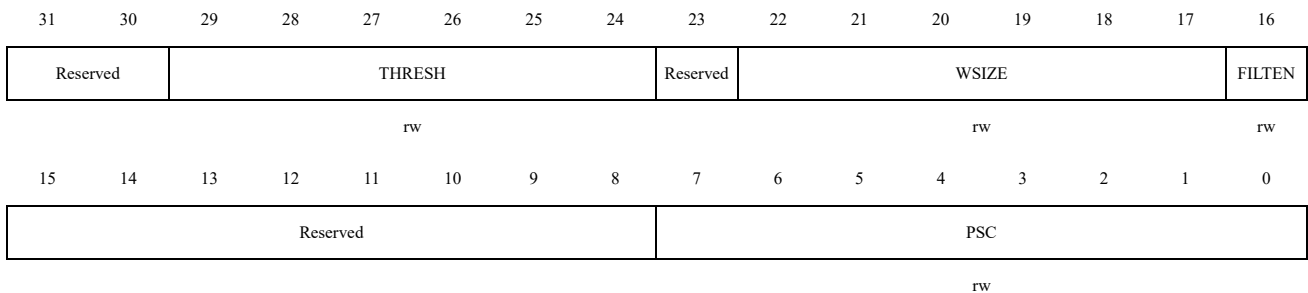 31 30 29 28 27 26 25 24 23 22 21 20 19 18 17 16
Reserved THRESH Reserved WSIZE FILTEN
rw rw rw
15 14 13 12 11 10 9 8 7 6 5 4 3 2 1 0
Reserved PSC
rw